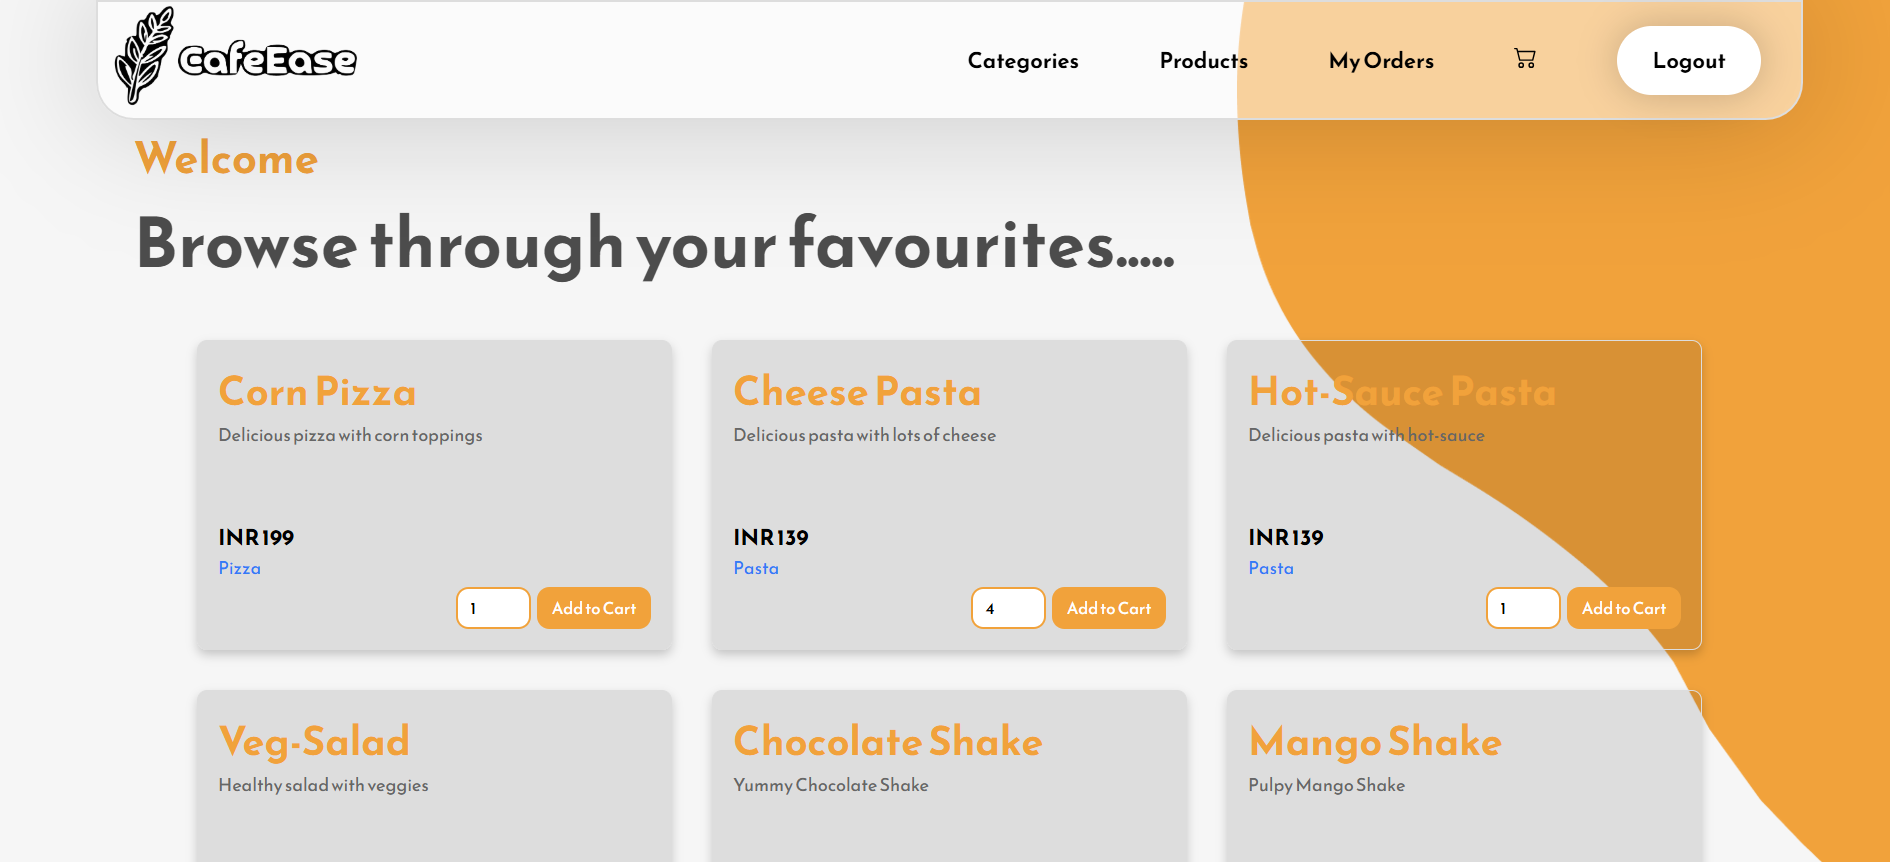 CafeEase
Categories
Products
My Orders
Logout
Welcome
Browse through your favourites.....
Corn Pizza
Delicious pizza with corn toppings
INR 199
Pizza
1
Add to Cart
Cheese Pasta
Delicious pasta with lots of cheese
INR 139
Pasta
4
Add to Cart
Hot-Sauce Pasta
Delicious pasta with hot-sauce
INR 139
Pasta
1
Add to Cart
Veg-Salad
Healthy salad with veggies
Chocolate Shake
Yummy Chocolate Shake
Mango Shake
Pulpy Mango Shake